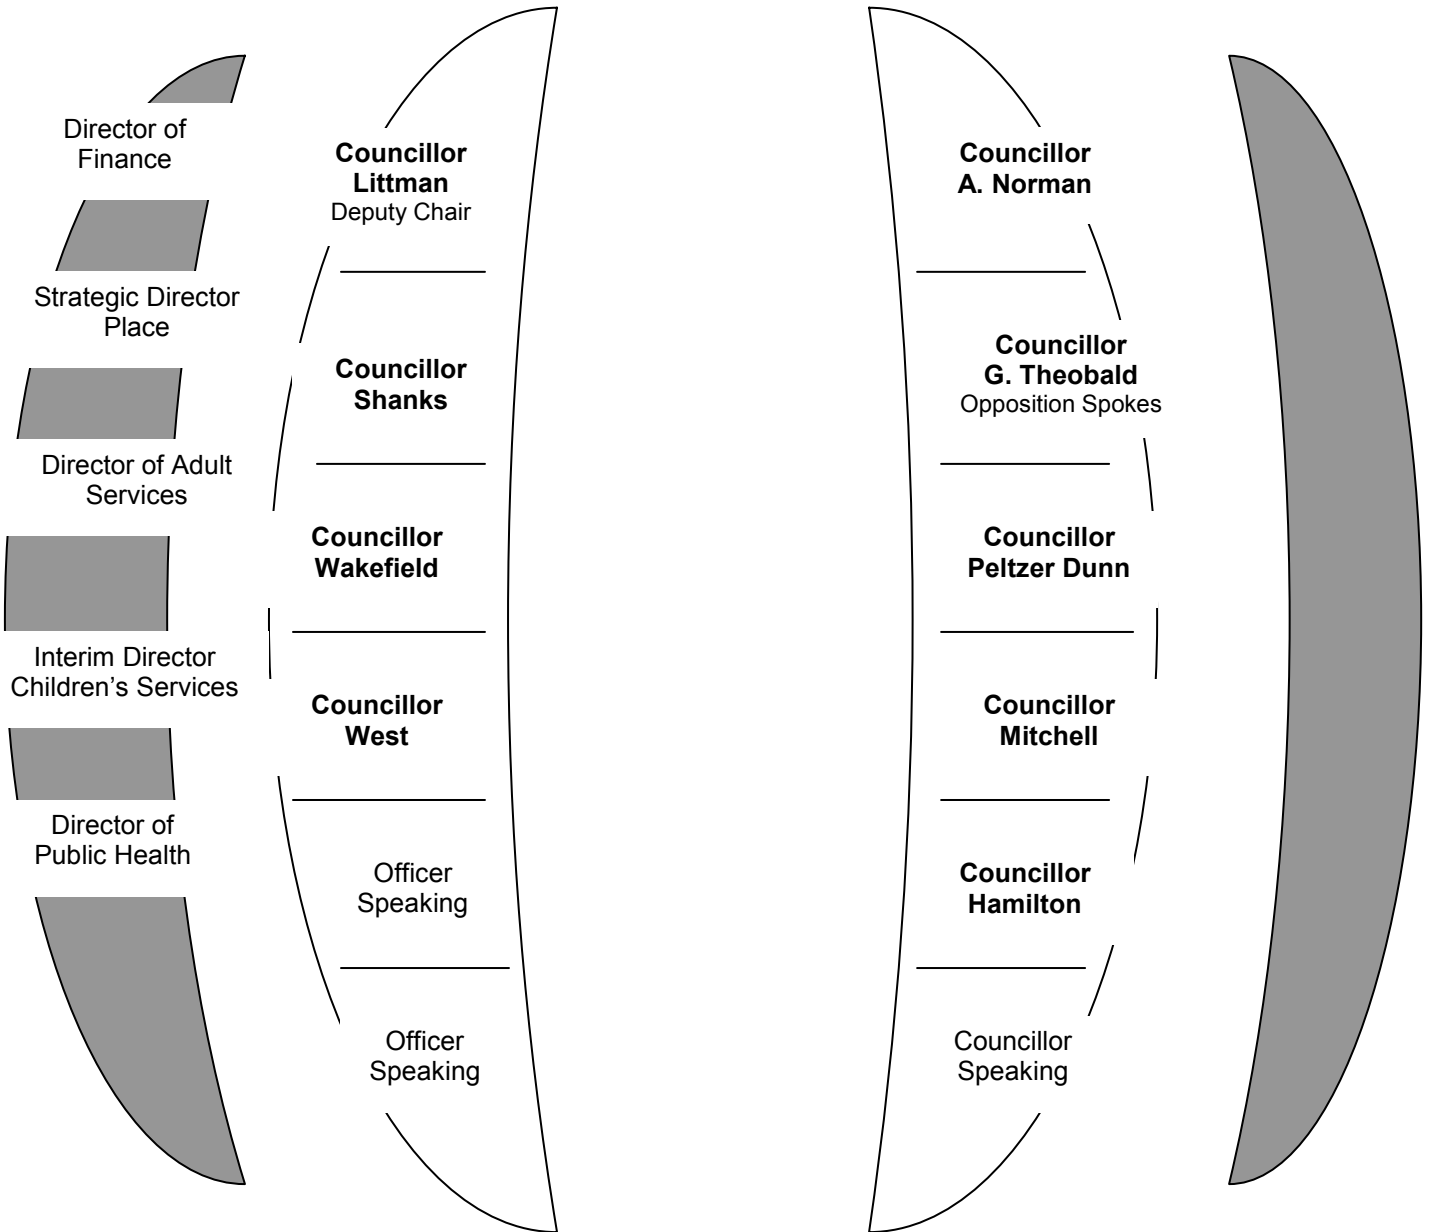 Director of
Finance
Strategic Director
Place
Director of Adult
Services
Interim Director
Children’s Services
Director of
Public Health
Councillor
Littman
Deputy Chair
Councillor
Shanks
Councillor
Wakefield
Councillor
West
Officer
Speaking
Officer
Speaking
Councillor
A. Norman
Councillor
G. Theobald
Opposition Spokes
Councillor
Peltzer Dunn
Councillor
Mitchell
Councillor
Hamilton
Councillor
Speaking